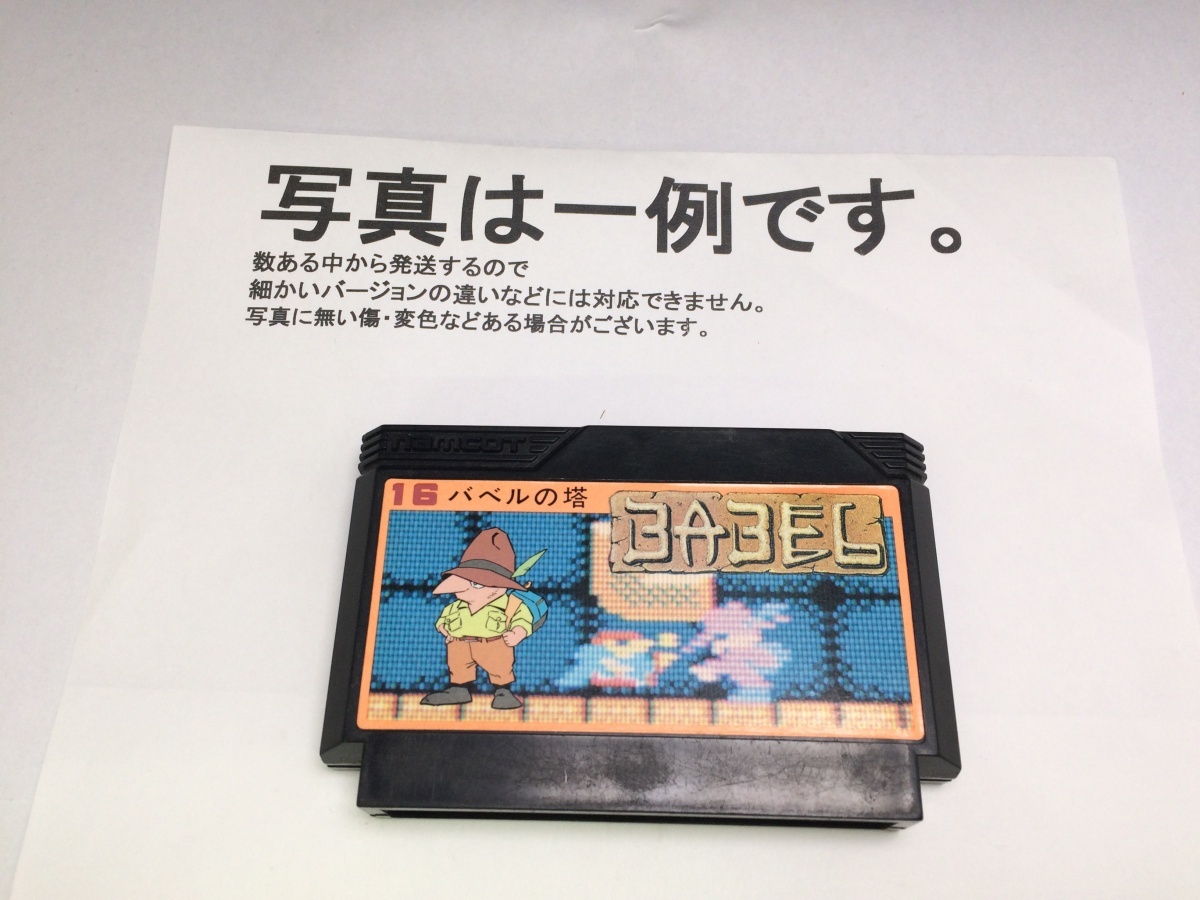 写真は一例です。
数ある中から発送するので
細かいバージョンの違いなどには対応できません。
写真に無い傷・変色などある場合がございます。
namcot
16 バベルの塔
BABEL